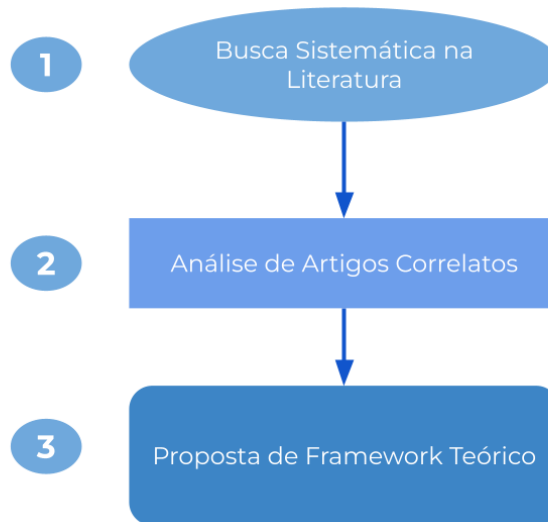 1
Busca Sistemática na
Literatura
2
Análise de Artigos Correlatos
3
Proposta de Framework Teórico